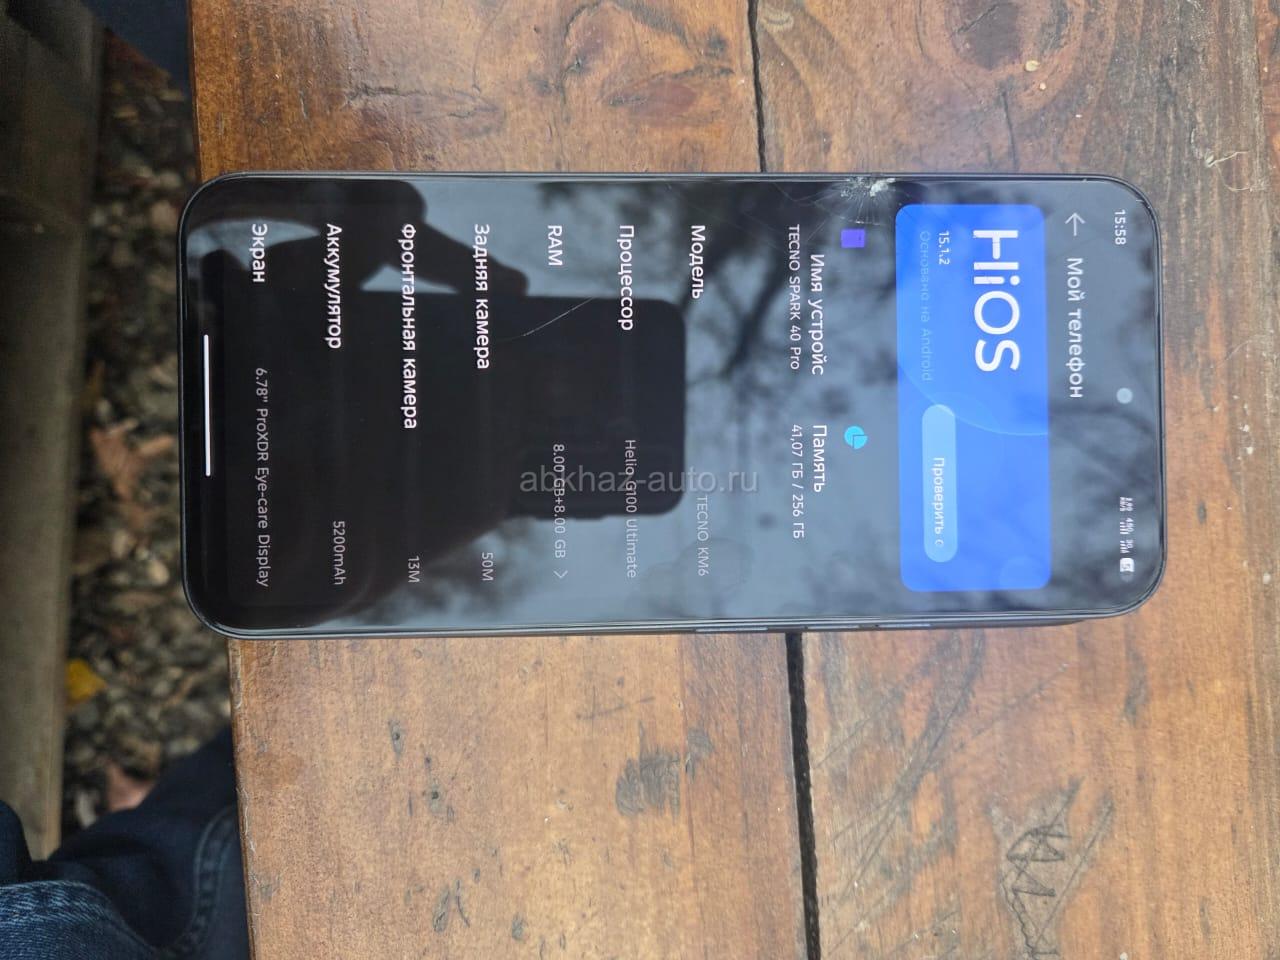 15:58
Мой телефон
HiOS
15.1.2
Основано на Android
Проверить о
Имя устройс
TECNO SPARK 40 Pro
Память
41,07 ГБ / 256 ГБ
Модель
TECNO KM6
Процессор
Helio G100 Ultimate
RAM
8.00 GB+8.00 GB
Задняя камера
50M
Фронтальная камера
13M
Аккумулятор
5200mAh
Экран
6.78" ProXDR Eye-care Display
abkhaz-auto.ru